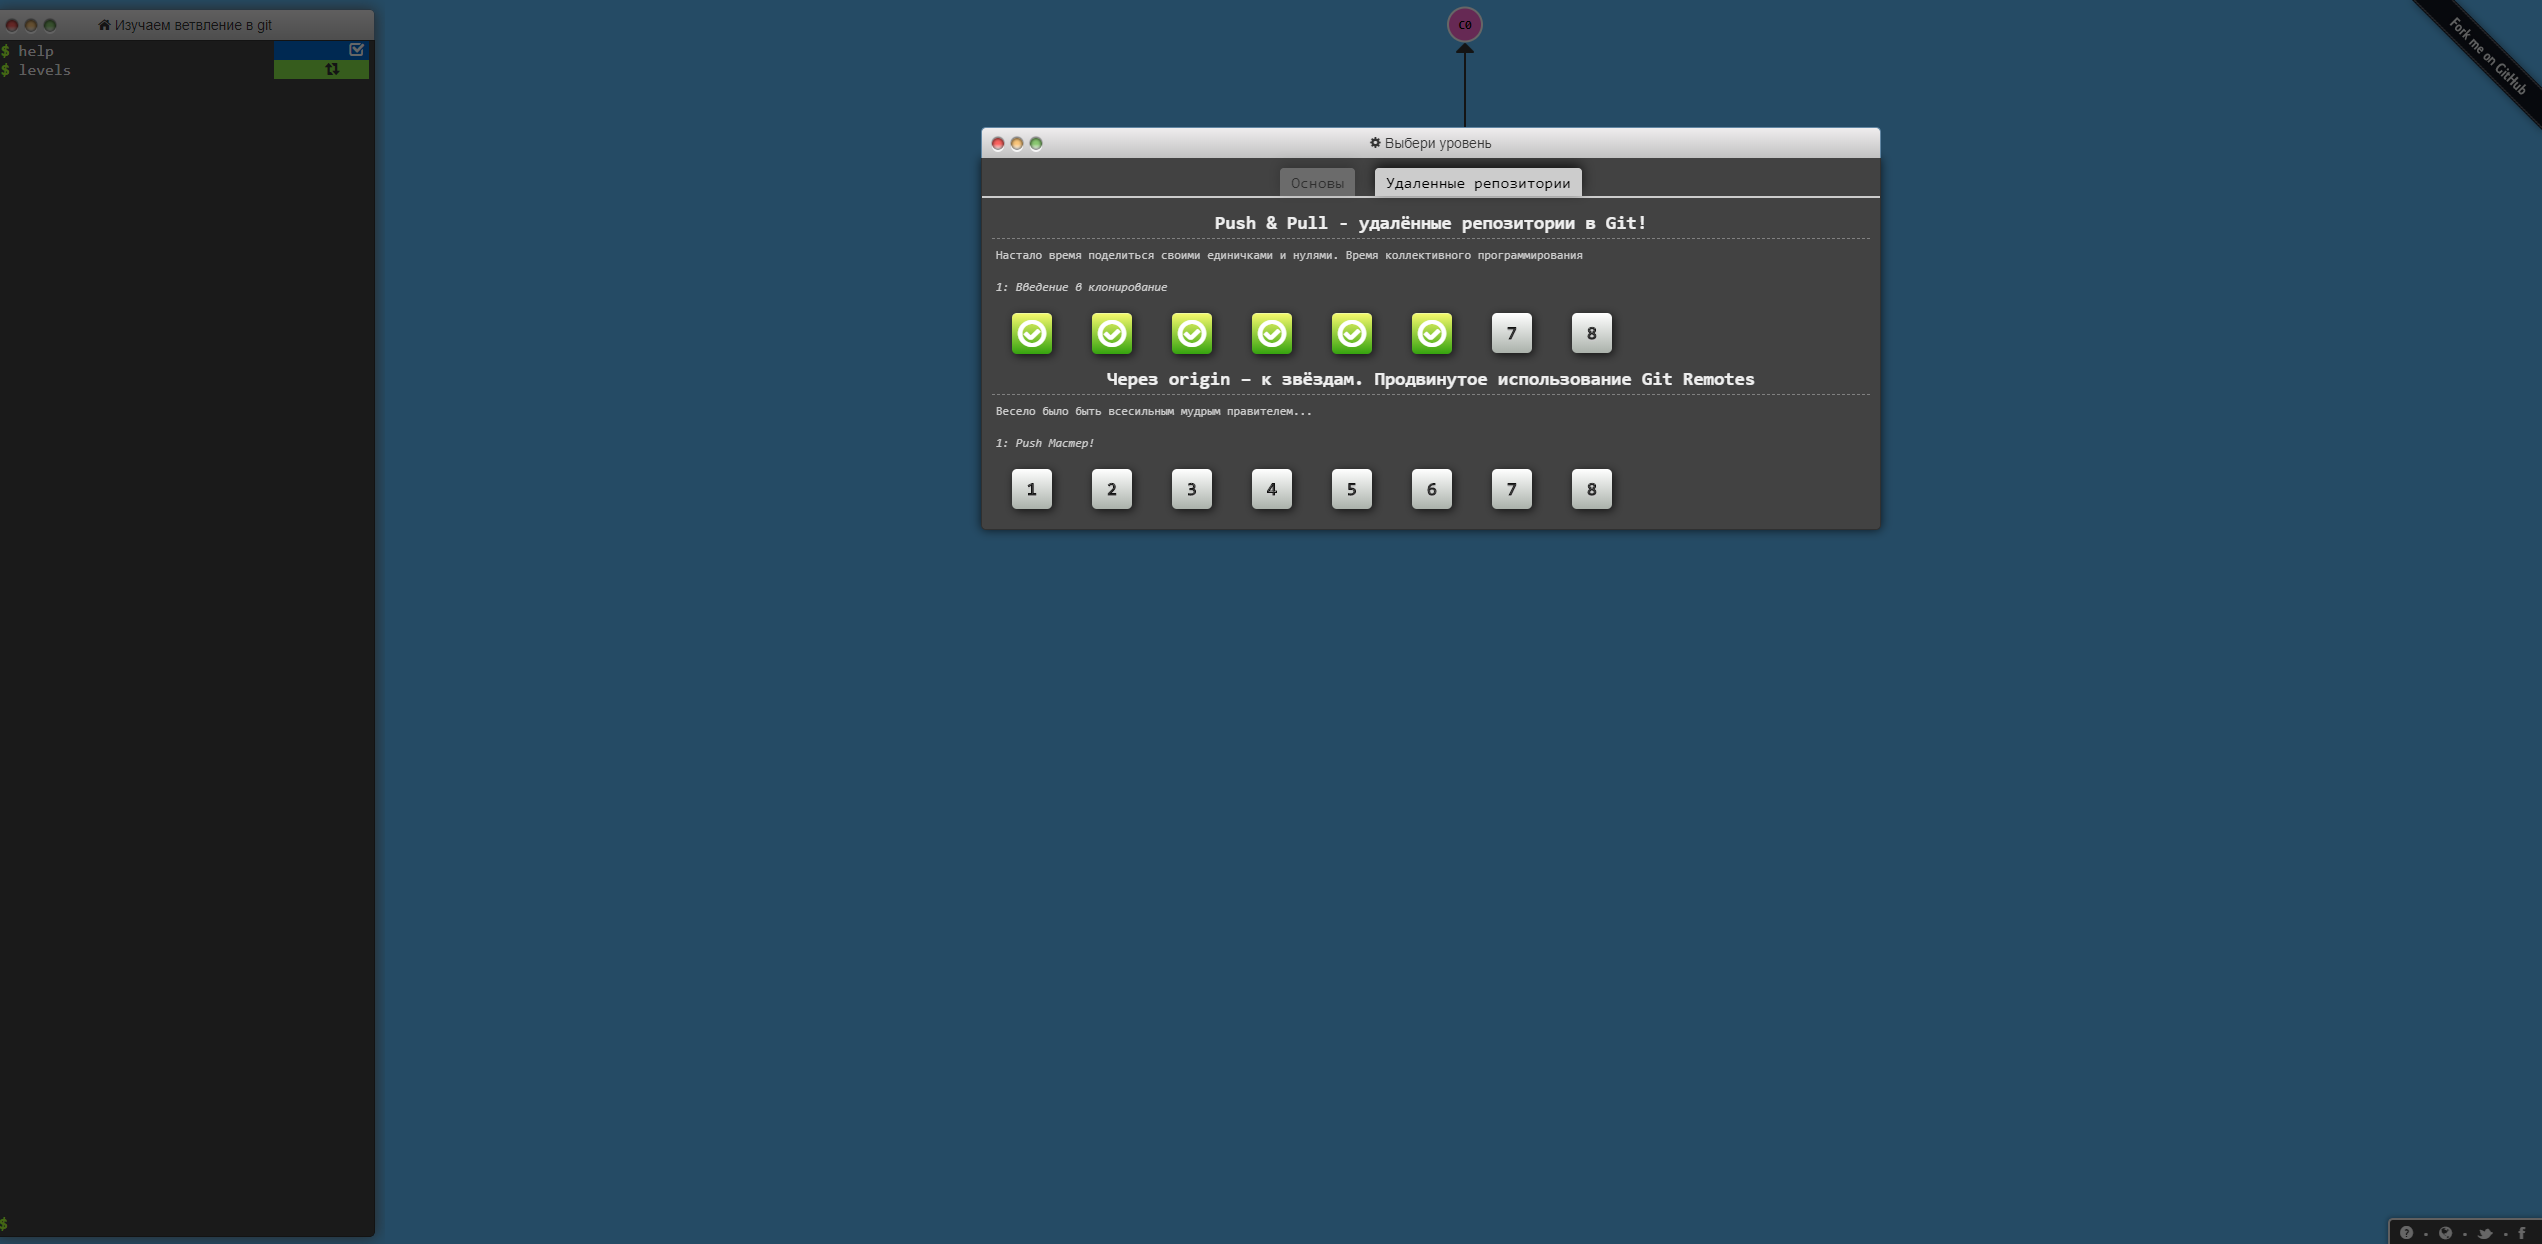 Изучаем ветвление в git
$ help
$ levels
$
C0
Fork me on GitHub
Выбери уровень
Основы
Удаленные репозитории
Push & Pull - удалённые репозитории в Git!
Настало время поделиться своими единичками и нулями. Время коллективного программирования
1: Введение в клонирование
7 8
Через origin – к звёздам. Продвинутое использование Git Remotes
Весело было быть всесильным мудрым правителем...
1: Push Мастер!
1 2 3 4 5 6 7 8